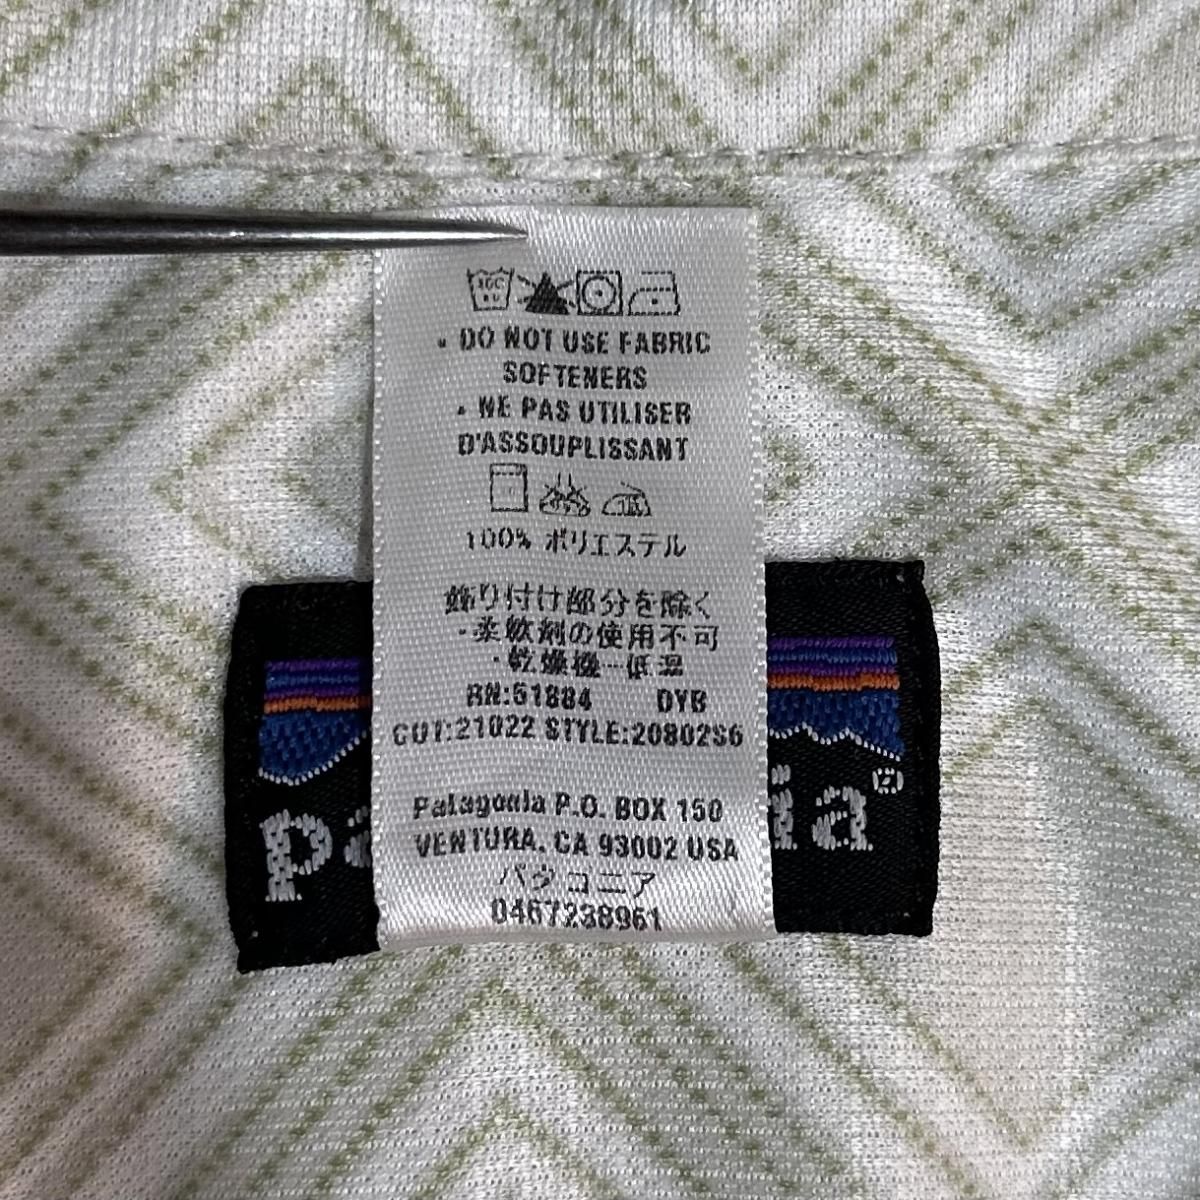 • DO NOT USE FABRIC
SOFTENERS
• NE PAS UTILISER
D'ASSOUPLISSANT
100% ポリエステル
飾り付け部分を除く
・柔軟剤の使用不可
・乾燥機―低温
RN:51884 DYB
CUT:21022 STYLE:20802S6
Patagonia P.O. BOX 150
VENTURA, CA 93002 USA
パタゴニア
0467238961
pa
ia®